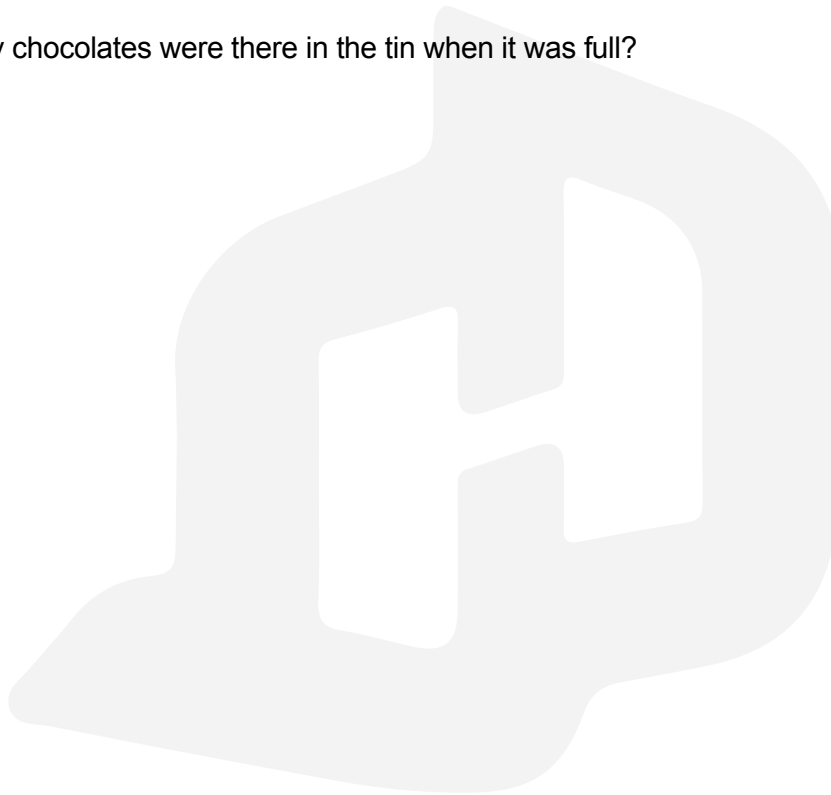 chocolates were there in the tin when it was full?